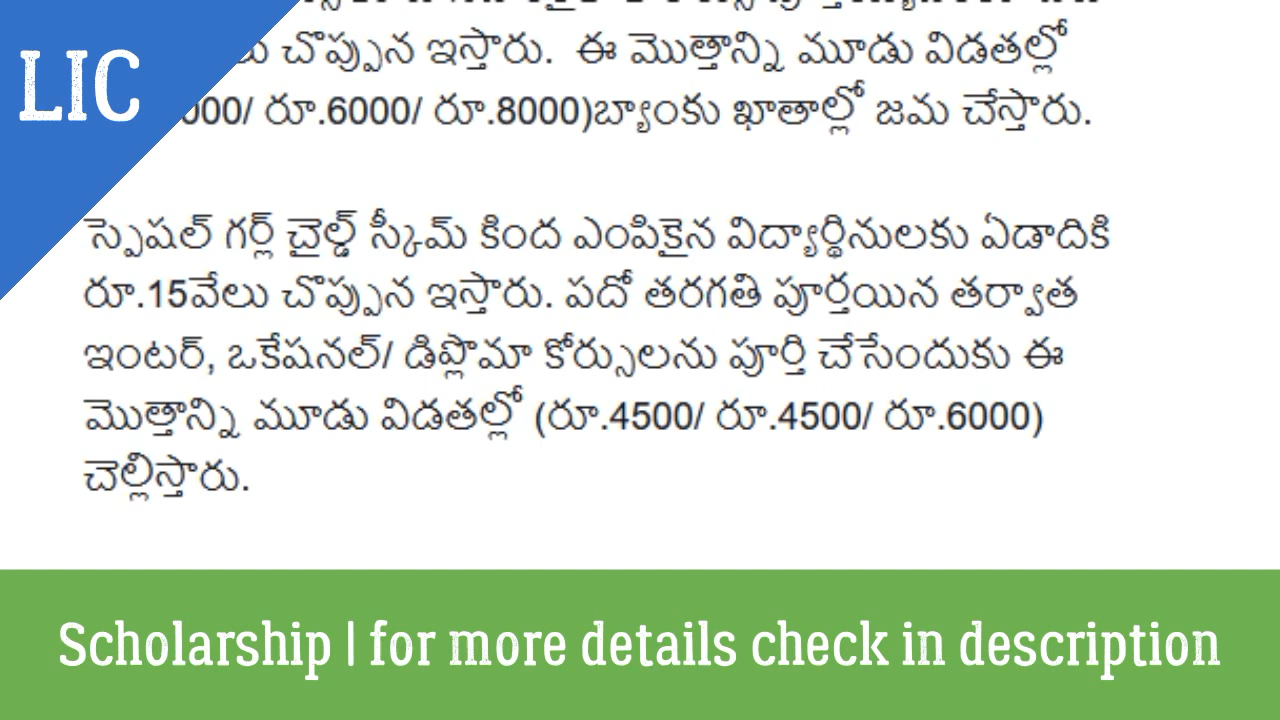 LIC
చొప్పున ఇస్తారు. ఈ మొత్తాన్ని మూడు విడతల్లో
000/ రూ.6000/ రూ.8000)బ్యాంకు ఖాతాల్లో జమ చేస్తారు.
స్పెషల్ గర్ల్ చైల్డ్ స్కీమ్ కింద ఎంపికైన విద్యార్థినులకు ఏడాదికి
రూ.15వేలు చొప్పున ఇస్తారు. పదో తరగతి పూర్తయిన తర్వాత
ఇంటర్, ఒకేషనల్/ డిప్లొమా కోర్సులను పూర్తి చేసేందుకు ఈ
మొత్తాన్ని మూడు విడతల్లో (రూ.4500/ రూ.4500/ రూ.6000)
చెల్లిస్తారు.
Scholarship | for more details check in description